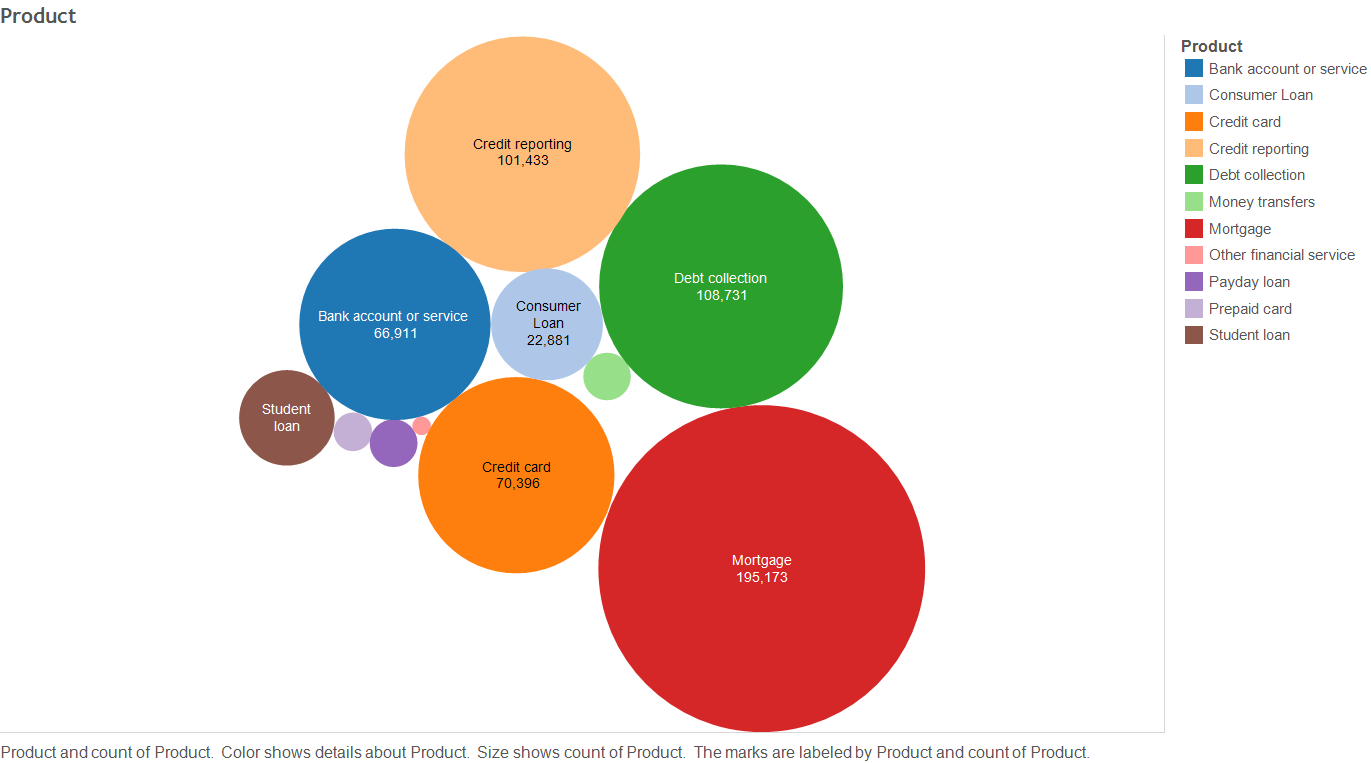 Product
Credit reporting
101,433
Debt collection
108,731
Bank account or service
66,911
Consumer
Loan
22,881
Student
loan
Credit card
70,396
Mortgage
195,173
Product
Bank account or service
Consumer Loan
Credit card
Credit reporting
Debt collection
Money transfers
Mortgage
Other financial service
Payday loan
Prepaid card
Student loan
Product and count of Product. Color shows details about Product. Size shows count of Product. The marks are labeled by Product and count of Product.